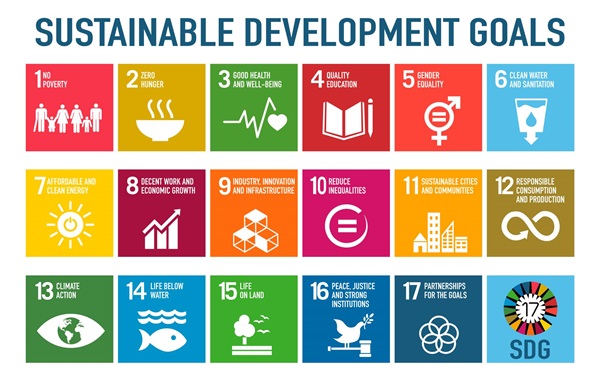 SUSTAINABLE DEVELOPMENT GOALS
1 NO
POVERTY
2 ZERO
HUNGER
3 GOOD HEALTH
AND WELL-BEING
4 QUALITY
EDUCATION
5 GENDER
EQUALITY
6 CLEAN WATER
AND SANITATION
7 AFFORDABLE AND
CLEAN ENERGY
8 DECENT WORK AND
ECONOMIC GROWTH
9 INDUSTRY, INNOVATION
AND INFRASTRUCTURE
10 REDUCE
INEQUALITIES
11 SUSTAINABLE CITIES
AND COMMUNITIES
12 RESPONSIBLE
CONSUMPTION
AND PRODUCTION
13 CLIMATE
ACTION
14 LIFE BELOW
WATER
15 LIFE
ON LAND
16 PEACE, JUSTICE
AND STRONG
INSTITUTIONS
17 PARTNERSHIPS
FOR THE GOALS
17
SDG